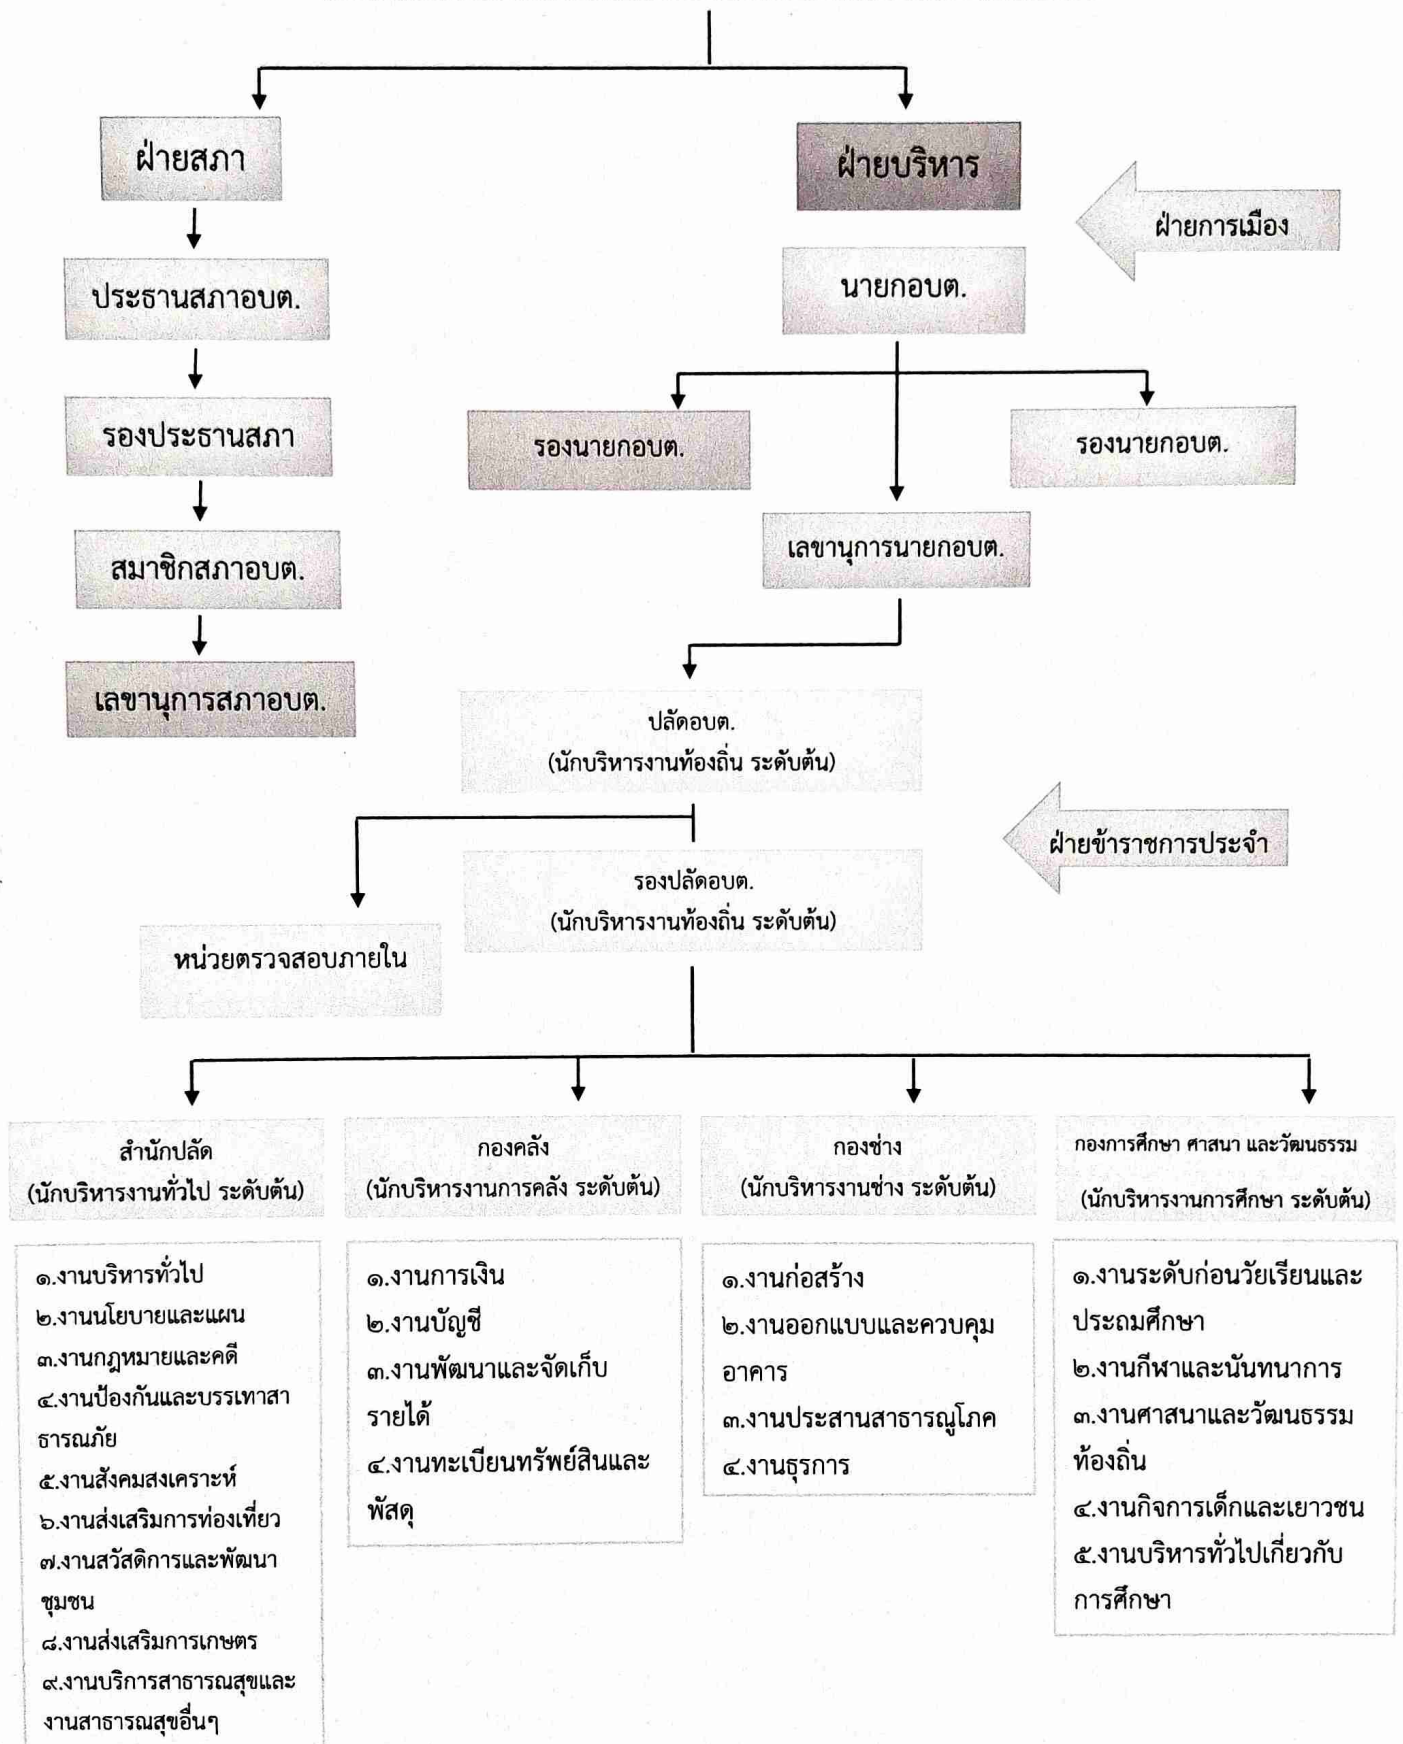 ฝ่ายสภา
ฝ่ายบริหาร
ฝ่ายการเมือง
ประธานสภาอบต.
นายกอบต.
รองประธานสภา
รองนายกอบต.
รองนายกอบต.
สมาชิกสภาอบต.
เลขานุการนายกอบต.
เลขานุการสภาอบต.
ปลัดอบต.
(นักบริหารงานท้องถิ่น ระดับต้น)
ฝ่ายข้าราชการประจำ
รองปลัดอบต.
(นักบริหารงานท้องถิ่น ระดับต้น)
หน่วยตรวจสอบภายใน
สำนักปลัด
(นักบริหารงานทั่วไป ระดับต้น)
กองคลัง
(นักบริหารงานการคลัง ระดับต้น)
กองช่าง
(นักบริหารงานช่าง ระดับต้น)
กองการศึกษา ศาสนา และวัฒนธรรม
(นักบริหารงานการศึกษา ระดับต้น)
๑.งานบริหารทั่วไป
๒.งานนโยบายและแผน
๓.งานกฎหมายและคดี
๔.งานป้องกันและบรรเทาสา
ธารณภัย
๕.งานสังคมสงเคราะห์
๖.งานส่งเสริมการท่องเที่ยว
๗.งานสวัสดิการและพัฒนา
ชุมชน
๘.งานส่งเสริมการเกษตร
๙.งานบริการสาธารณสุขและ
งานสาธารณสุขอื่นๆ
๑.งานการเงิน
๒.งานบัญชี
๓.งานพัฒนาและจัดเก็บ
รายได้
๔.งานทะเบียนทรัพย์สินและ
พัสดุ
๑.งานก่อสร้าง
๒.งานออกแบบและควบคุม
อาคาร
๓.งานประสานสาธารณูโภค
๔.งานธุรการ
๑.งานระดับก่อนวัยเรียนและ
ประถมศึกษา
๒.งานกีฬาและนันทนาการ
๓.งานศาสนาและวัฒนธรรม
ท้องถิ่น
๔.งานกิจการเด็กและเยาวชน
๕.งานบริหารทั่วไปเกี่ยวกับ
การศึกษา